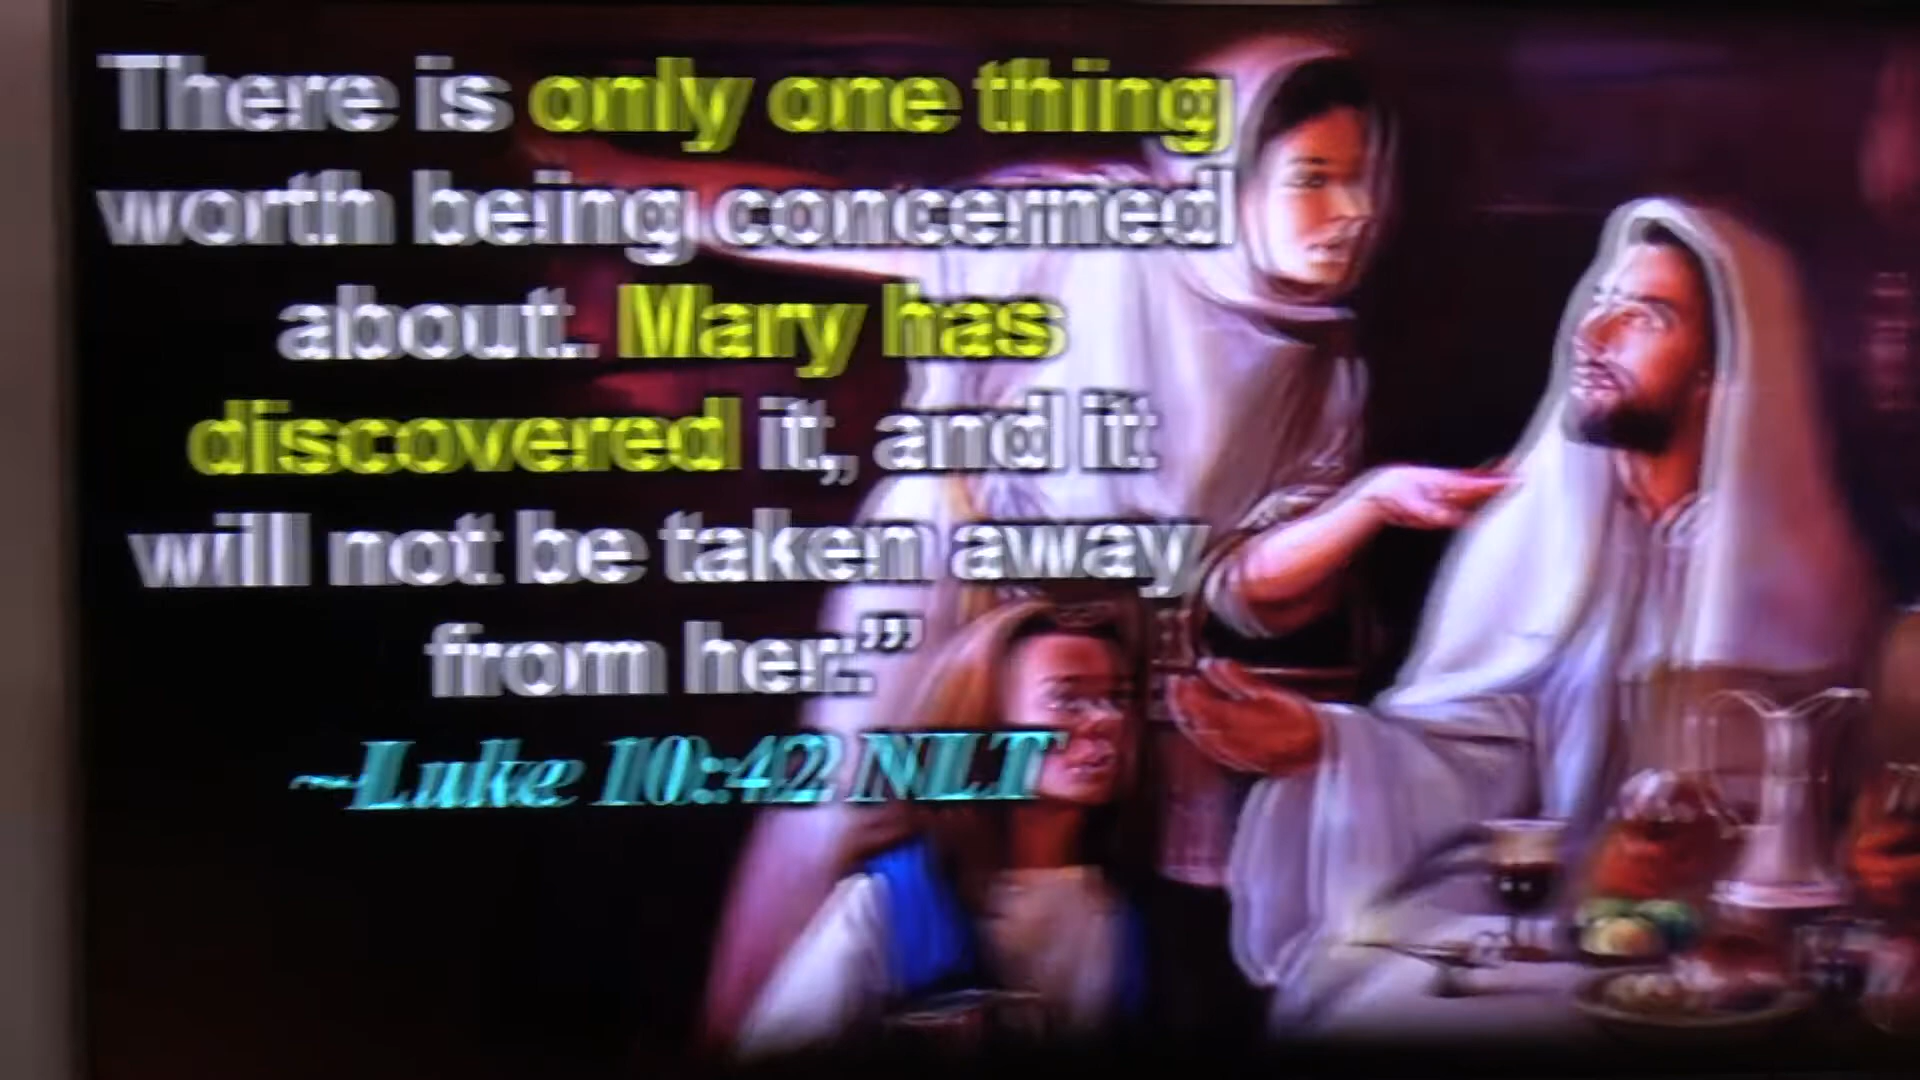 There is only one thing
worth being concerned
about. Mary has
discovered it, and it
will not be taken away
from her.”
~Luke 10:42 NLT